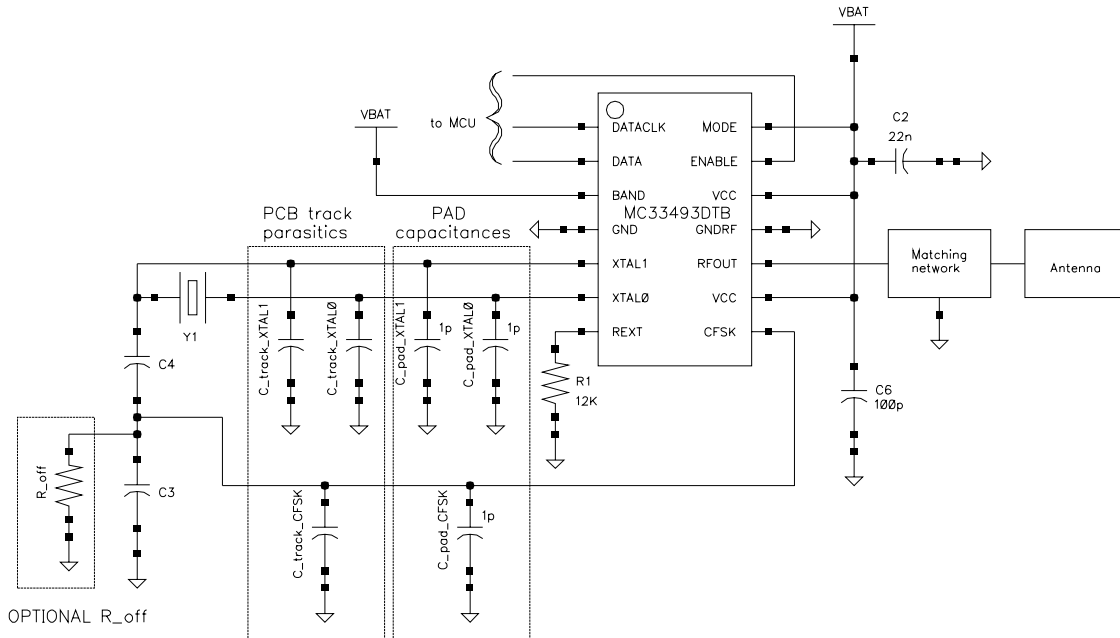 VBAT
VBAT
to MCU
C2
22n
DATACLK
MODE
DATA
ENABLE
BAND
VCC
MC33493DTB
GND
GNDRF
XTAL1
RFOUT
XTAL0
VCC
REXT
CFSK
Matching
network
Antenna
PCB track
parasitics
PAD
capacitances
Y1
C4
C_track_XTAL1
C_track_XTAL0
C_pad_XTAL1
1p
C_pad_XTAL0
1p
R1
12K
C6
100p
R_off
C3
C_track_CFSK
C_pad_CFSK
1p
OPTIONAL R_off